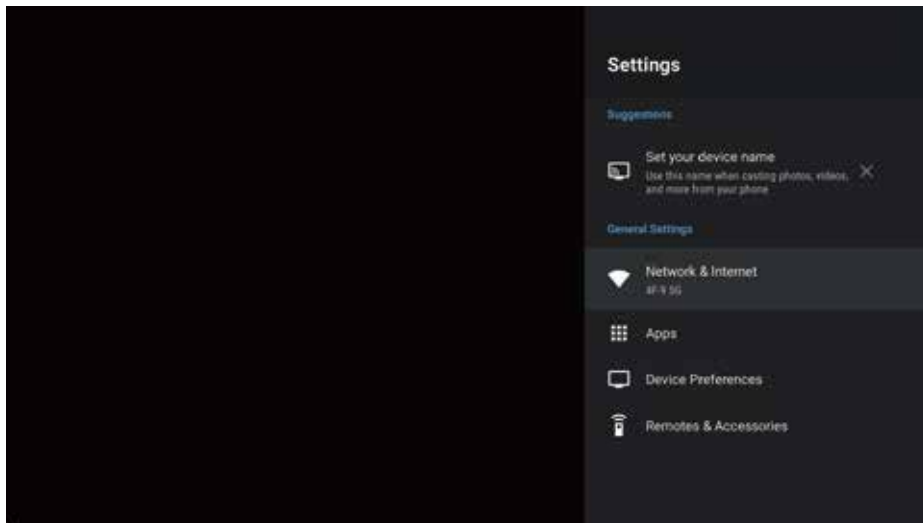 Settings
Suggestions
Set your device name
Use this name when casting photos, videos,
and more from your phone
General Settings
Network & Internet
Apps
Device Preferences
Remotes & Accessories